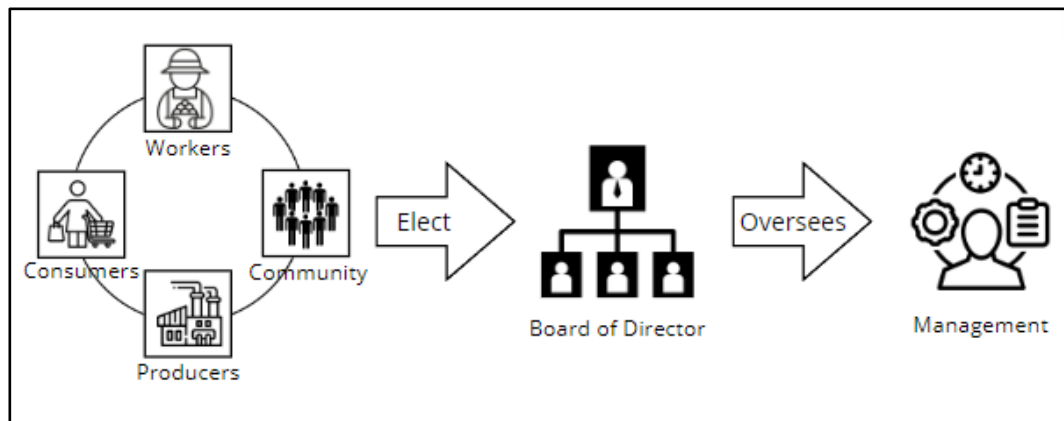 Workers
Consumers
Community
Producers
Elect
Board of Director
Oversees
Management